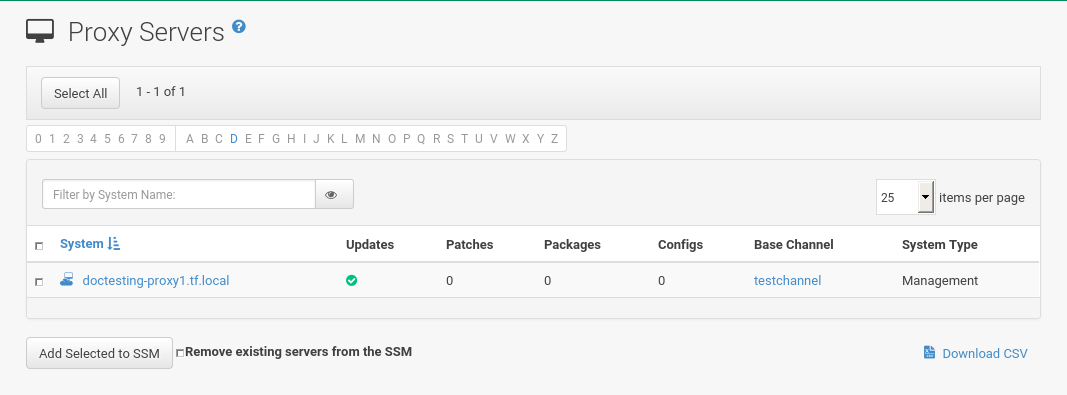 Proxy Servers ?
Select All 1 - 1 of 1
0 1 2 3 4 5 6 7 8 9 A B C D E F G H I J K L M N O P Q R S T U V W X Y Z
Filter by System Name: 25 items per page
System Updates Patches Packages Configs Base Channel System Type
doctesting-proxy1.tf.local 0 0 0 testchannel Management
Add Selected to SSM Remove existing servers from the SSM Download CSV